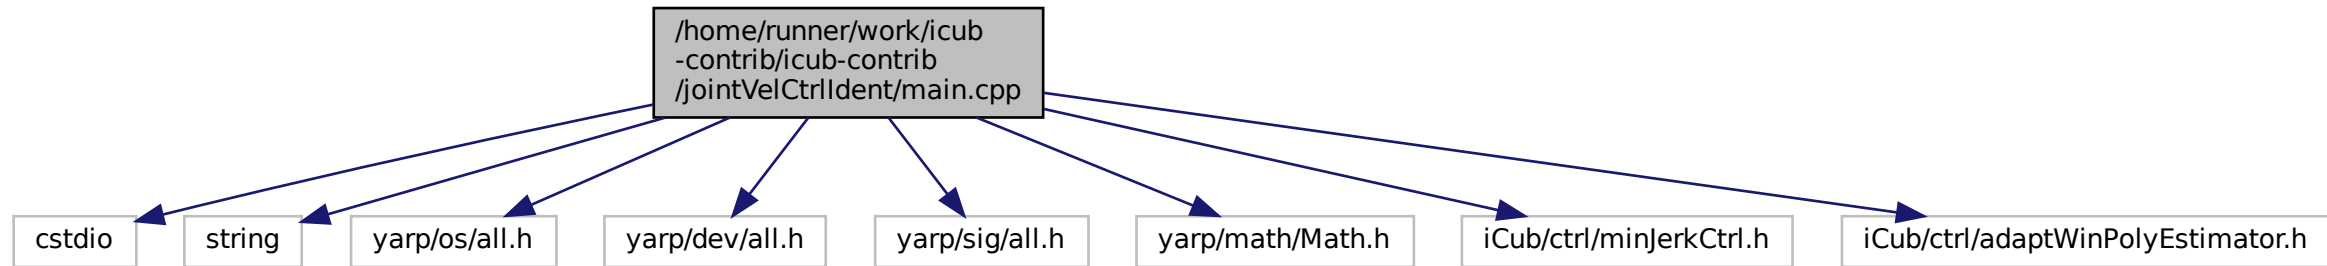 /home/runner/work/icub
-contrib/icub-contrib
/jointVelCtrlIdent/main.cpp
cstdio
string
yarp/os/all.h
yarp/dev/all.h
yarp/sig/all.h
yarp/math/Math.h
iCub/ctrl/minJerkCtrl.h
iCub/ctrl/adaptWinPolyEstimator.h